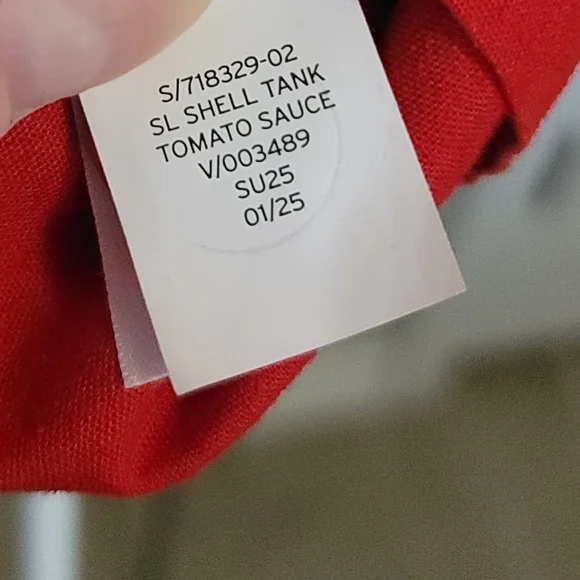 S/718329-02
SL SHELL TANK
TOMATO SAUCE
V/003489
SU25
01/25